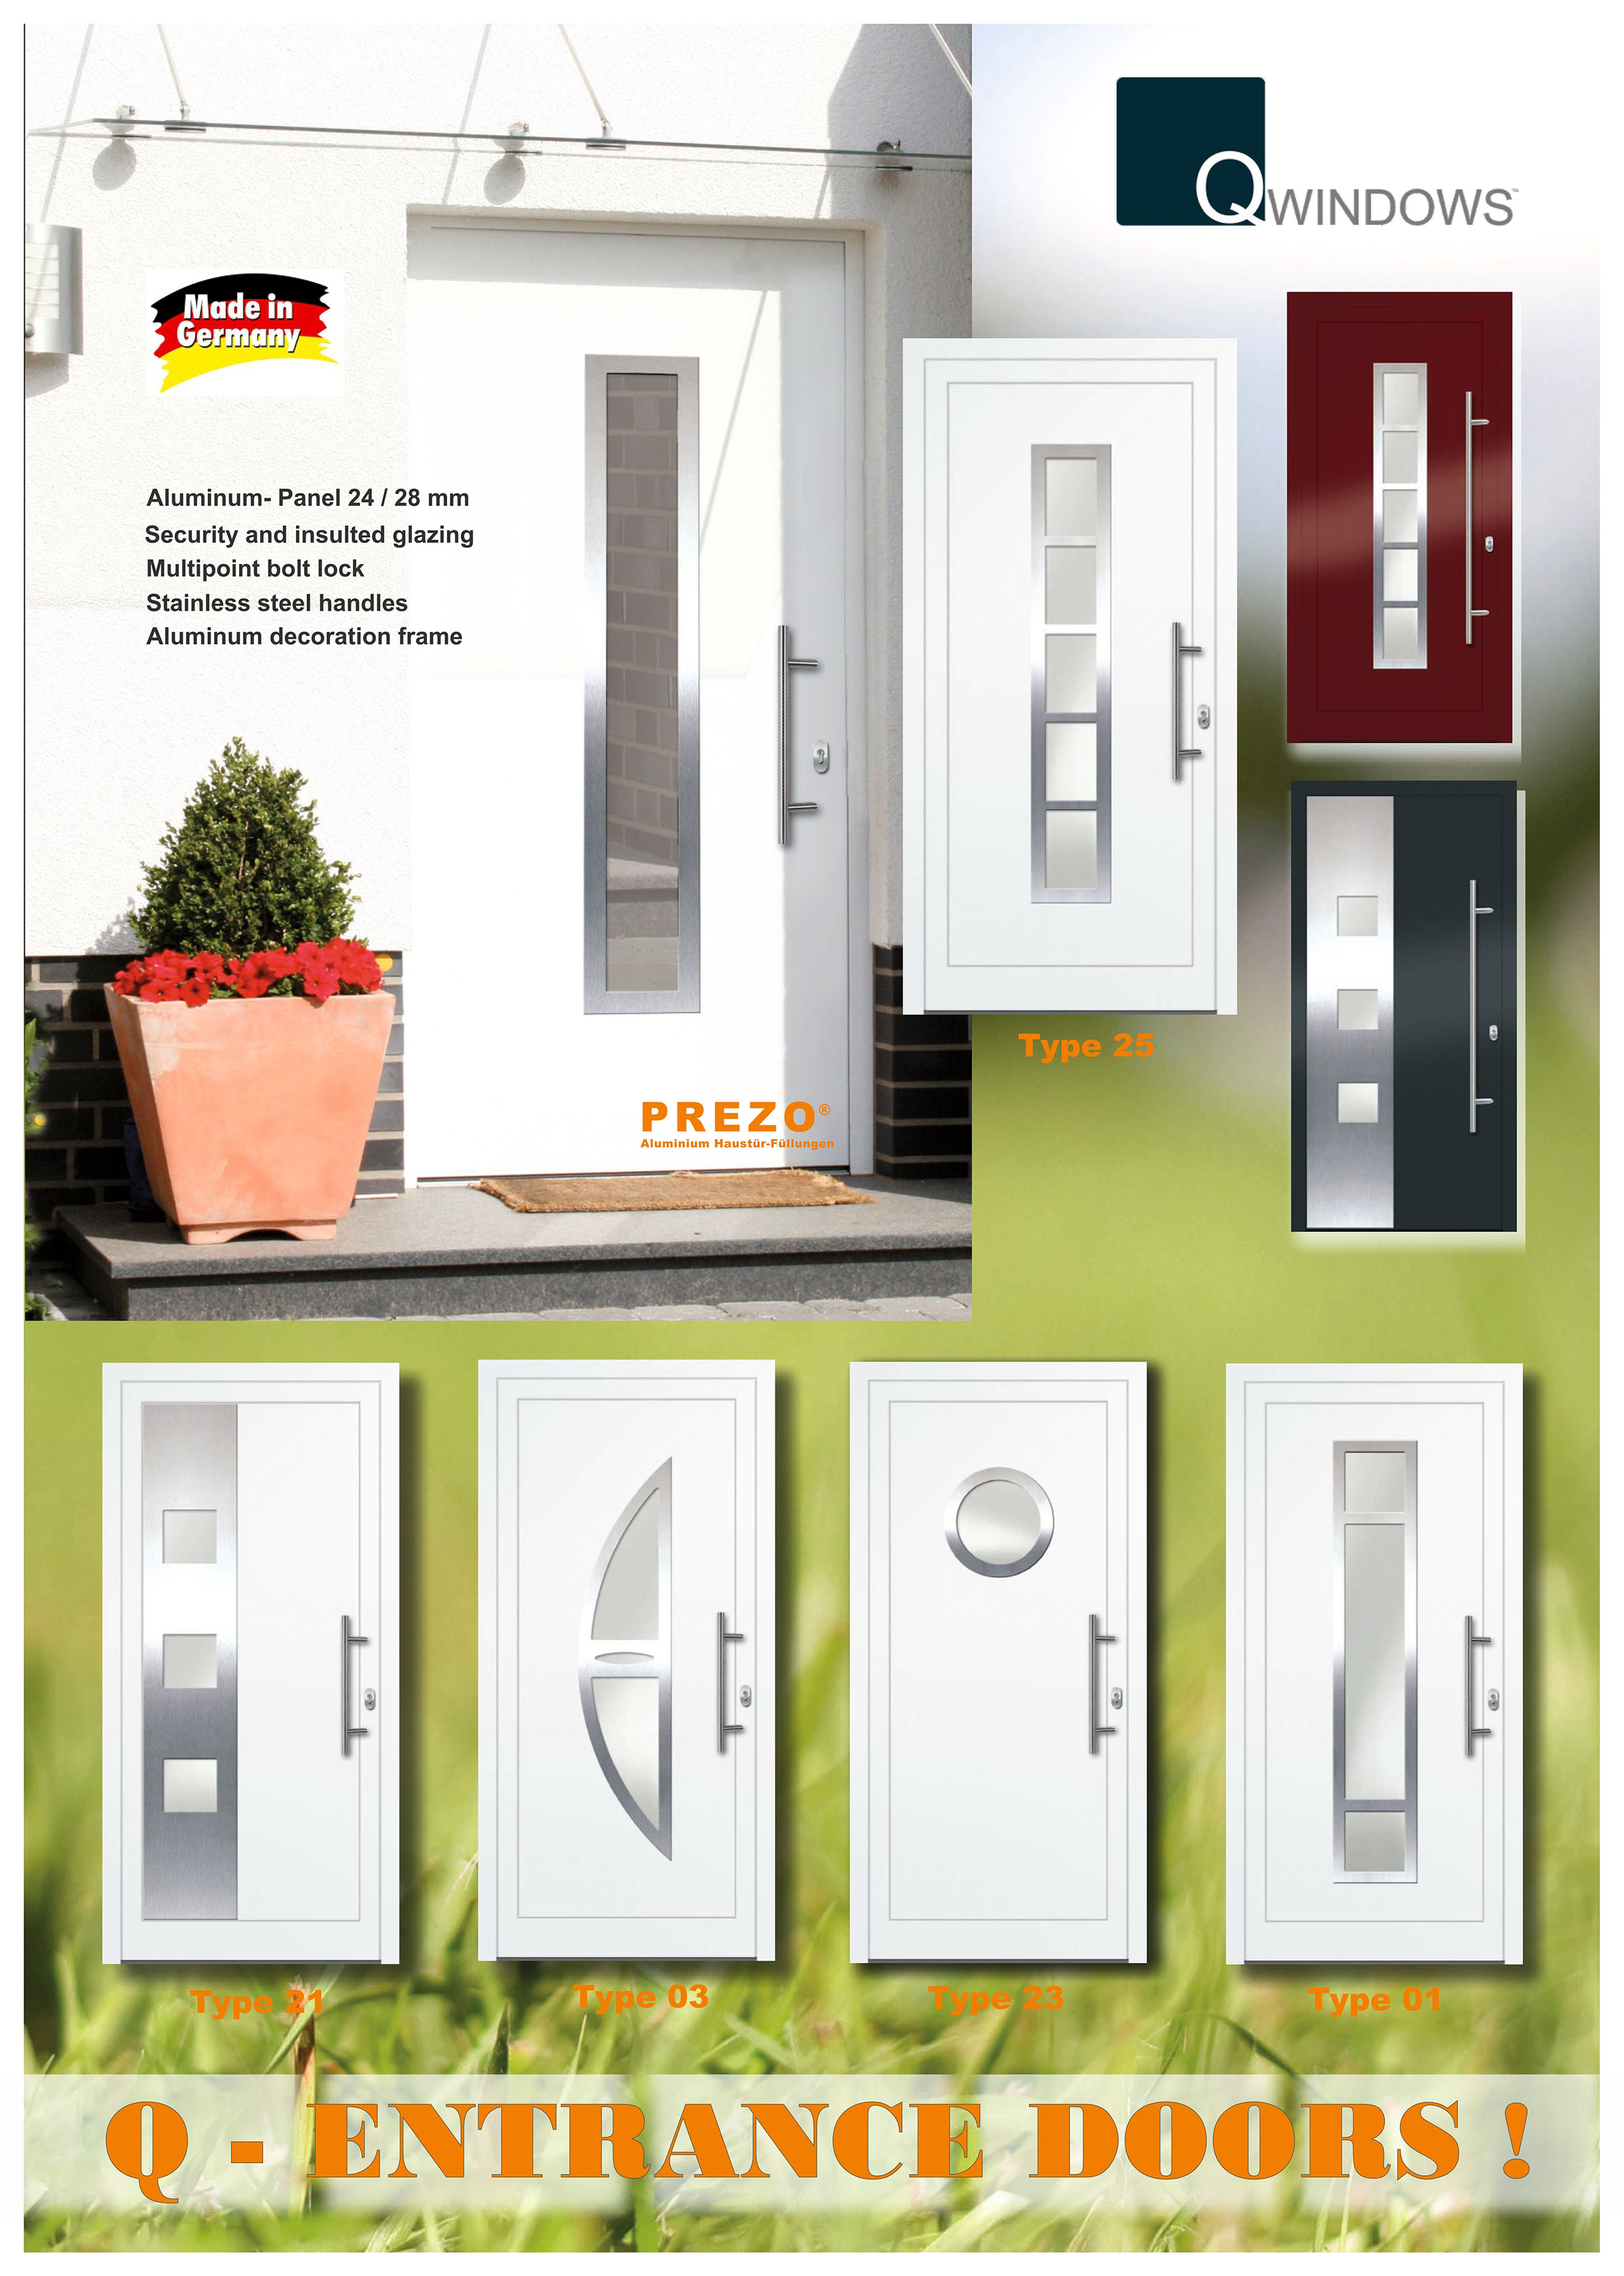 QWINDOWS™
Made in
Germany
Aluminum- Panel 24 / 28 mm
Security and insulted glazing
Multipoint bolt lock
Stainless steel handles
Aluminum decoration frame
Type 25
PREZO®
Aluminium Haustür-Füllungen
Type 21
Type 03
Type 23
Type 01
Q - ENTRANCE DOORS !